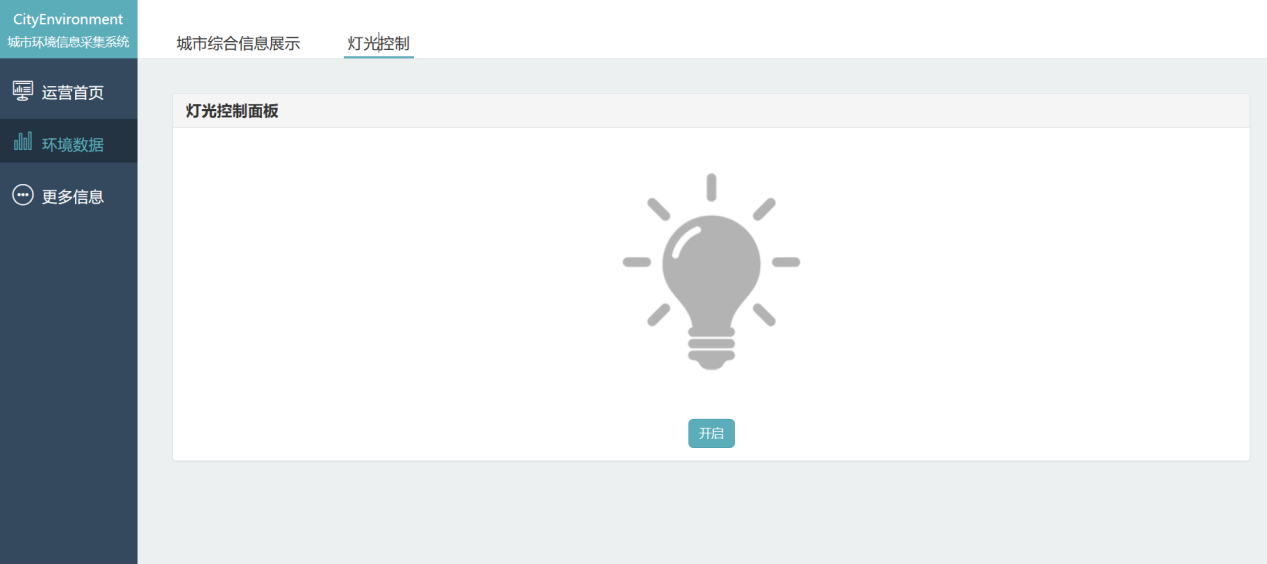 CityEnvironment
城市环境信息采集系统
城市综合信息展示
灯光控制
运营首页
环境数据
更多信息
灯光控制面板
开启